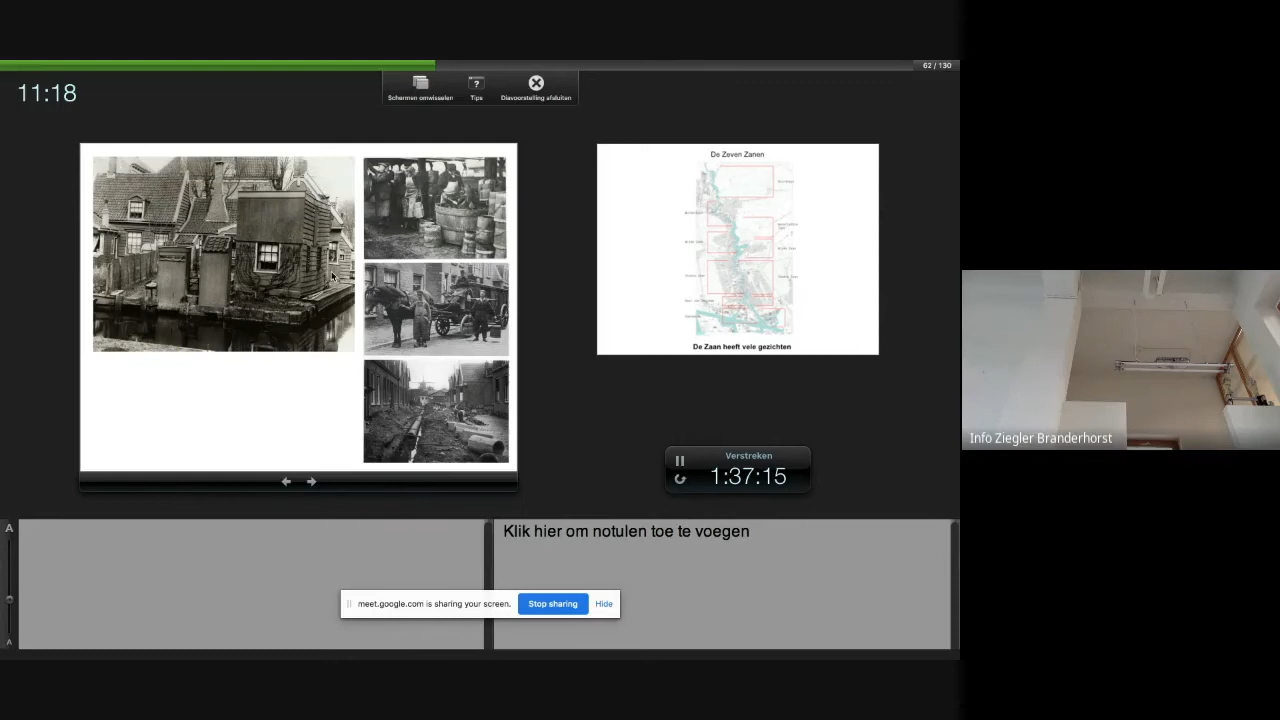 62 / 130
11:18
Schermen omwisselen
Tips
Diavoorstelling afsluiten
De Zeven Zanen
De Zaan heeft vele gezichten
Info Ziegler Branderhorst
Verstreken
1:37:15
A
Klik hier om notulen toe te voegen
meet.google.com is sharing your screen.
Stop sharing
Hide
A